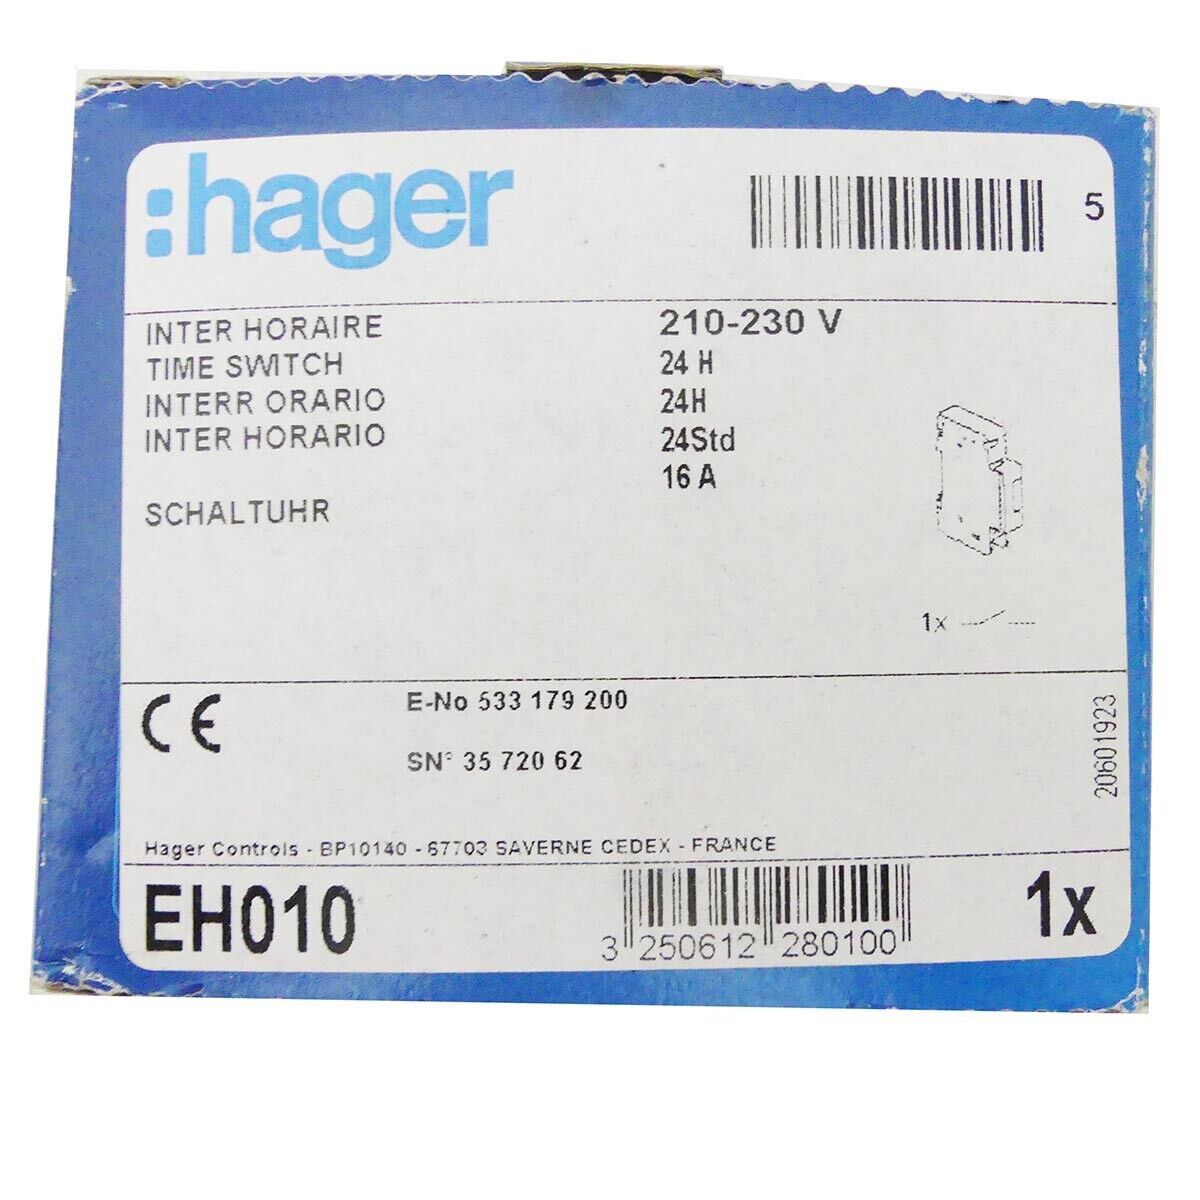 :hager
5
INTER HORAIRE 210-230 V
TIME SWITCH 24 H
INTERR ORARIO 24H
INTER HORARIO 24Std
16 A
SCHALTUHR
1x
CE
E-No 533 179 200
SN° 35 720 62
20601923
Hager Controls - BP10140 - 67703 SAVERNE CEDEX - FRANCE
EH010
3 250612 280100
1x